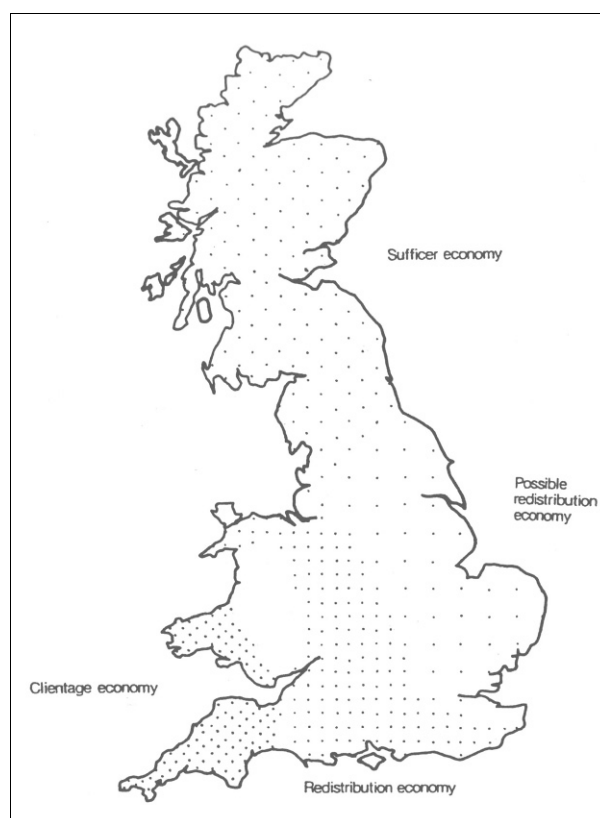 Sufficer economy
Possible
redistribution
economy
Clientage economy
Redistribution economy